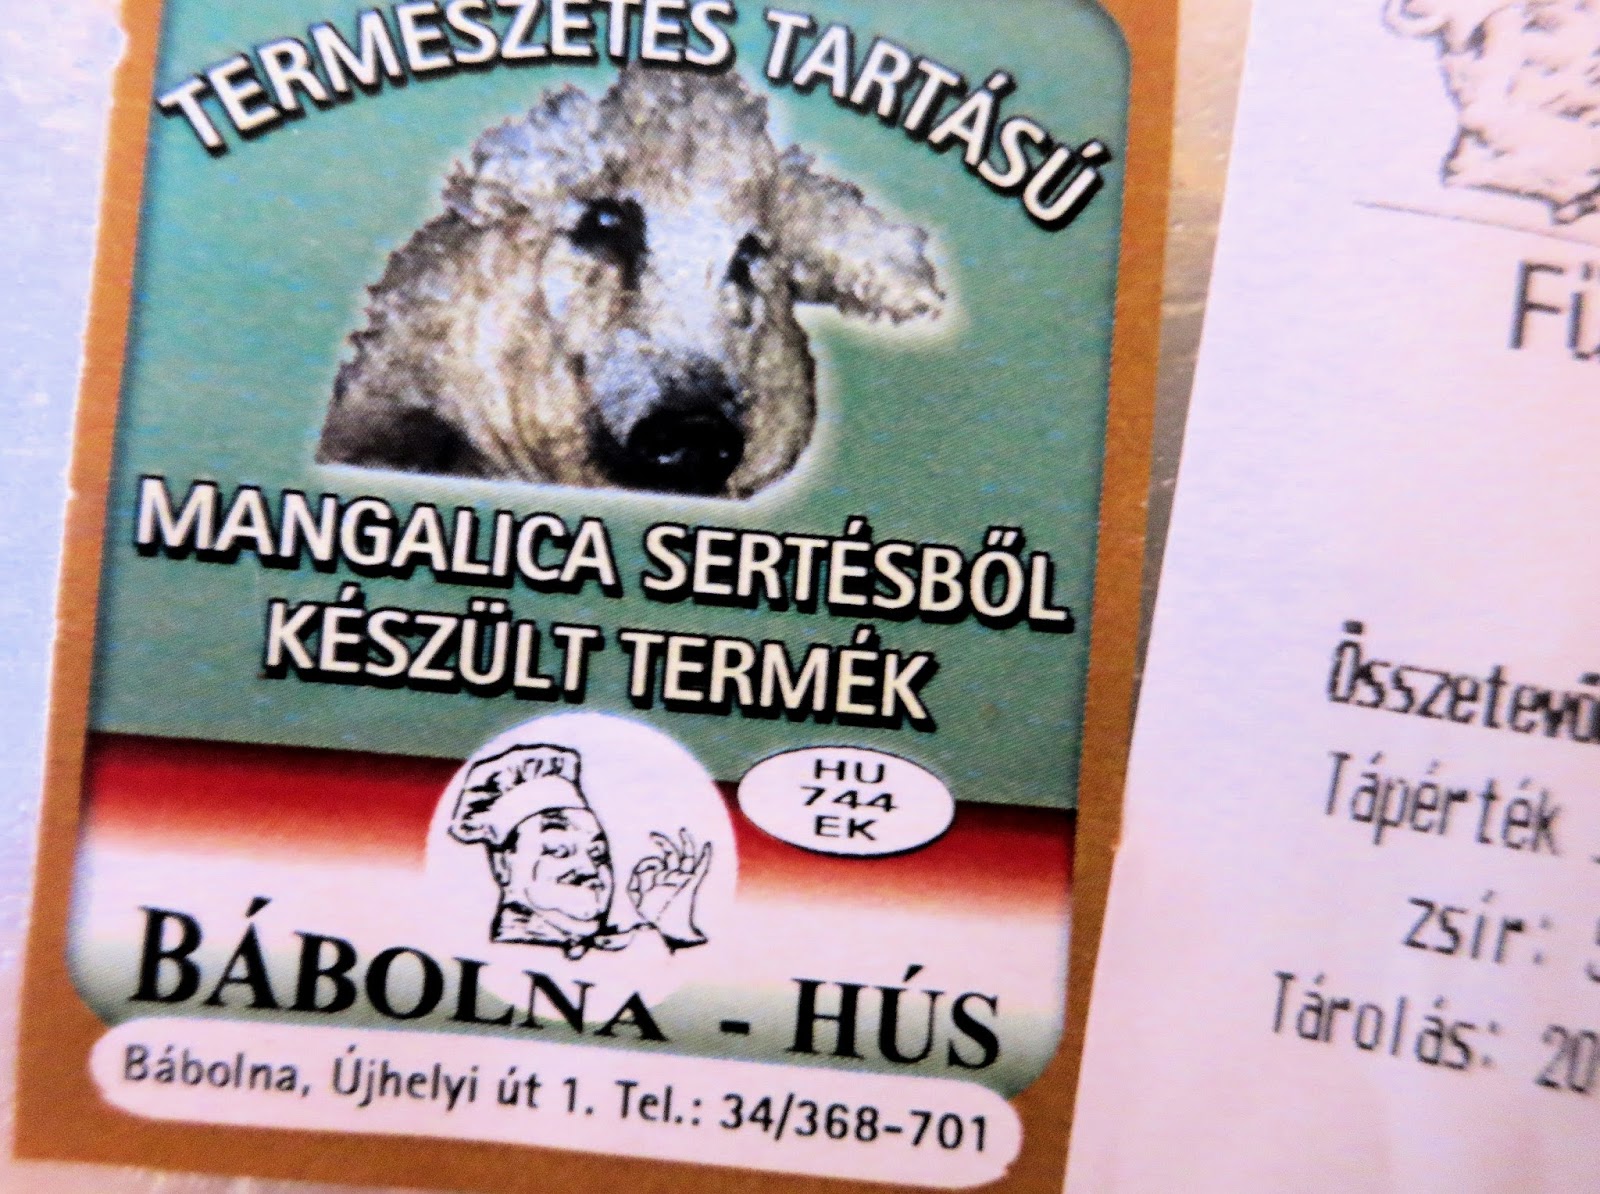 TERMÉSZETES TARTÁSÚ
MANGALICA SERTÉSBŐL
KÉSZÜLT TERMÉK
HU
744
EK
BÁBOLNA - HÚS
Bábolna, Újhelyi út 1. Tel.: 34/368-701
Tápérték
zsír:
Tárolás: 20